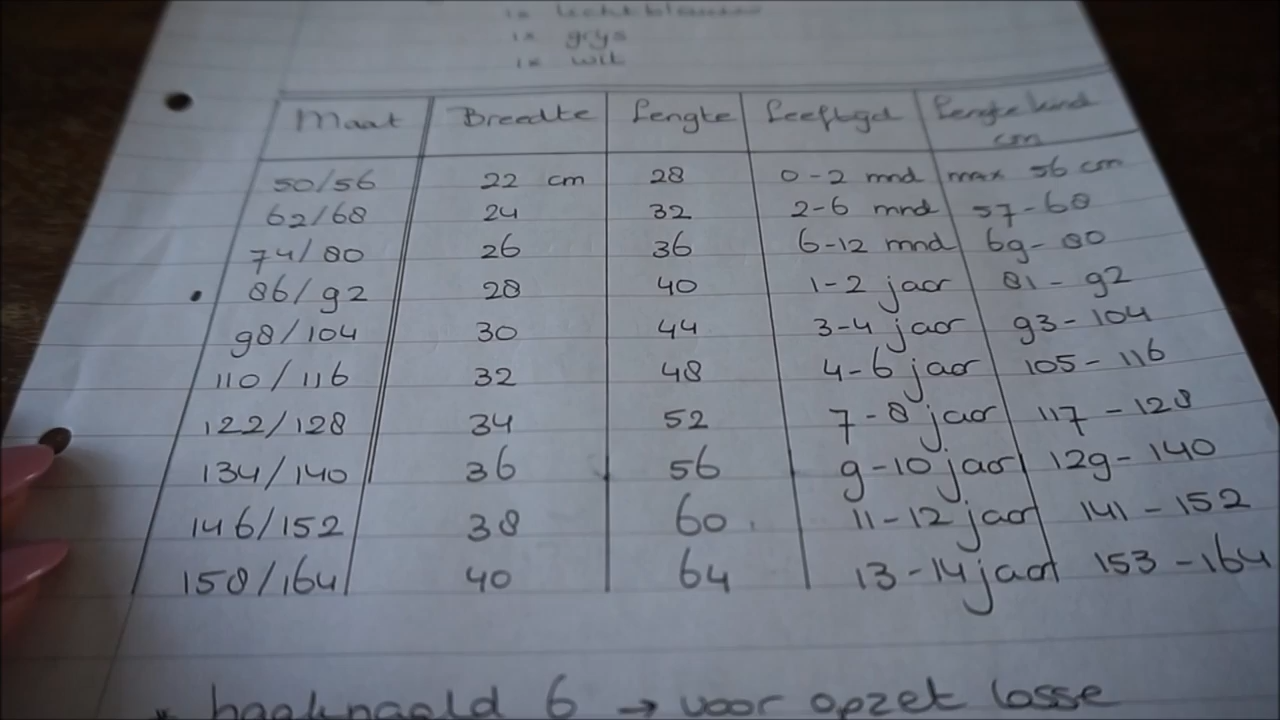 1x lichtblauw
1x grys
1x wit
Maat Breedte Lengte Leeftyd Lengte kind cm
50/56 22 cm 28 0-2 mnd max 56 cm
62/68 24 32 2-6 mnd 57-68
74/80 26 36 6-12 mnd 69-80
86/92 28 40 1-2 jaar 81-92
98/104 30 44 3-4 jaar 93-104
110/116 32 48 4-6 jaar 105-116
122/128 34 52 7-8 jaar 117-128
134/140 36 56 9-10 jaar 129-140
146/152 38 60 11-12 jaar 141-152
158/164 40 64 13-14 jaar 153-164
* haaknaald 6 → voor opzet losse